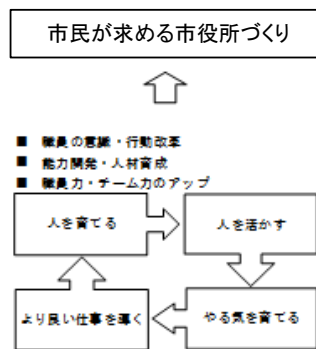 市民が求める市役所づくり
■ 職員の意識・行動改革
■ 能力開発・人材育成
■ 職員力・チーム力のアップ
人を育てる
人を活かす
より良い仕事を導く
やる気を育てる